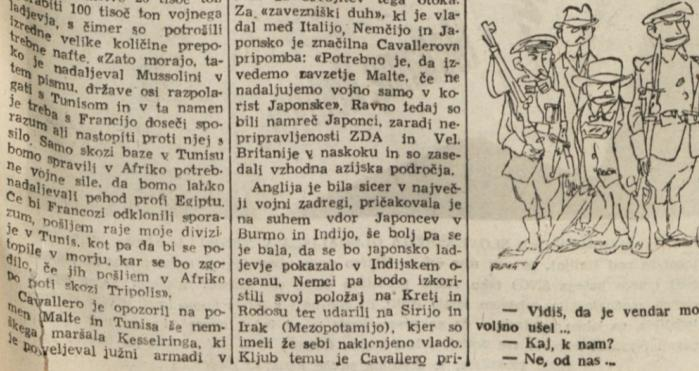 rabiti 100 tisoč ton vojnega
ladjevja, s čimer so potrošili
izredne velike količine prepo-
trebne nafte. «Zato morajo, ta-
ko je nadaljeval Mussolini v
tem pismu, države osi razpola-
gati s Tunisom in v ta namen
je treba s Francijo doseči spo-
razum ali nastopiti proti njej s
silo. Samo skozi baze v Tunisu
bomo spravili v Afriko potreb-
ne vojne sile, da bomo lahko
nadaljevali pohod profi Egiptu.
Če bi Francozi odklonili spora-
zum, pošljem raje moje divizi-
je v Tunis, kot pa da bi se po-
topile v morju, kar se bo zgo-
dilo, če jih pošljem v Afriko
po poti skozi Tripolis».
Cavallero je opozoril na po-
men Malte in Tunisa še nem-
škega maršala Kesselringa, ki
je poveljeval južni armadi v
Za «zavezniški duh», ki je vla-
dal med Italijo, Nemčijo in Ja-
ponsko je značilna Cavallerova
pripomba: «Potrebno je, da iz-
vedemo zavzetje Malte, če ne
nadaljujemo vojno samo v ko-
rist Japonske». Ravno tedaj so
bili namreč Japonci, zaradi ne-
pripravljenosti ZDA in Vel.
Britanije v naskoku in so zase-
dali vzhodna azijska področja.
Anglija je bila sicer v največ-
ji vojni zadregi, pričakovala je
na suhem vdor Japoncev v
Burmo in Indijo, še bolj pa se
je bala, da se bo japonsko lad-
jevje pokazalo v Indijskem o-
ceanu, Nemci pa bodo izkori-
stili svoj položaj na Kreti in
Rodosu ter udarili na Sirijo in
Irak (Mezopotamijo), kjer so
imeli že sebi naklonjeno vlado.
Kljub temu je Cavallero pri-
— Vidiš, da je vendar mo
voljno ušel ...
— Kaj, k nam?
— Ne, od nas ...